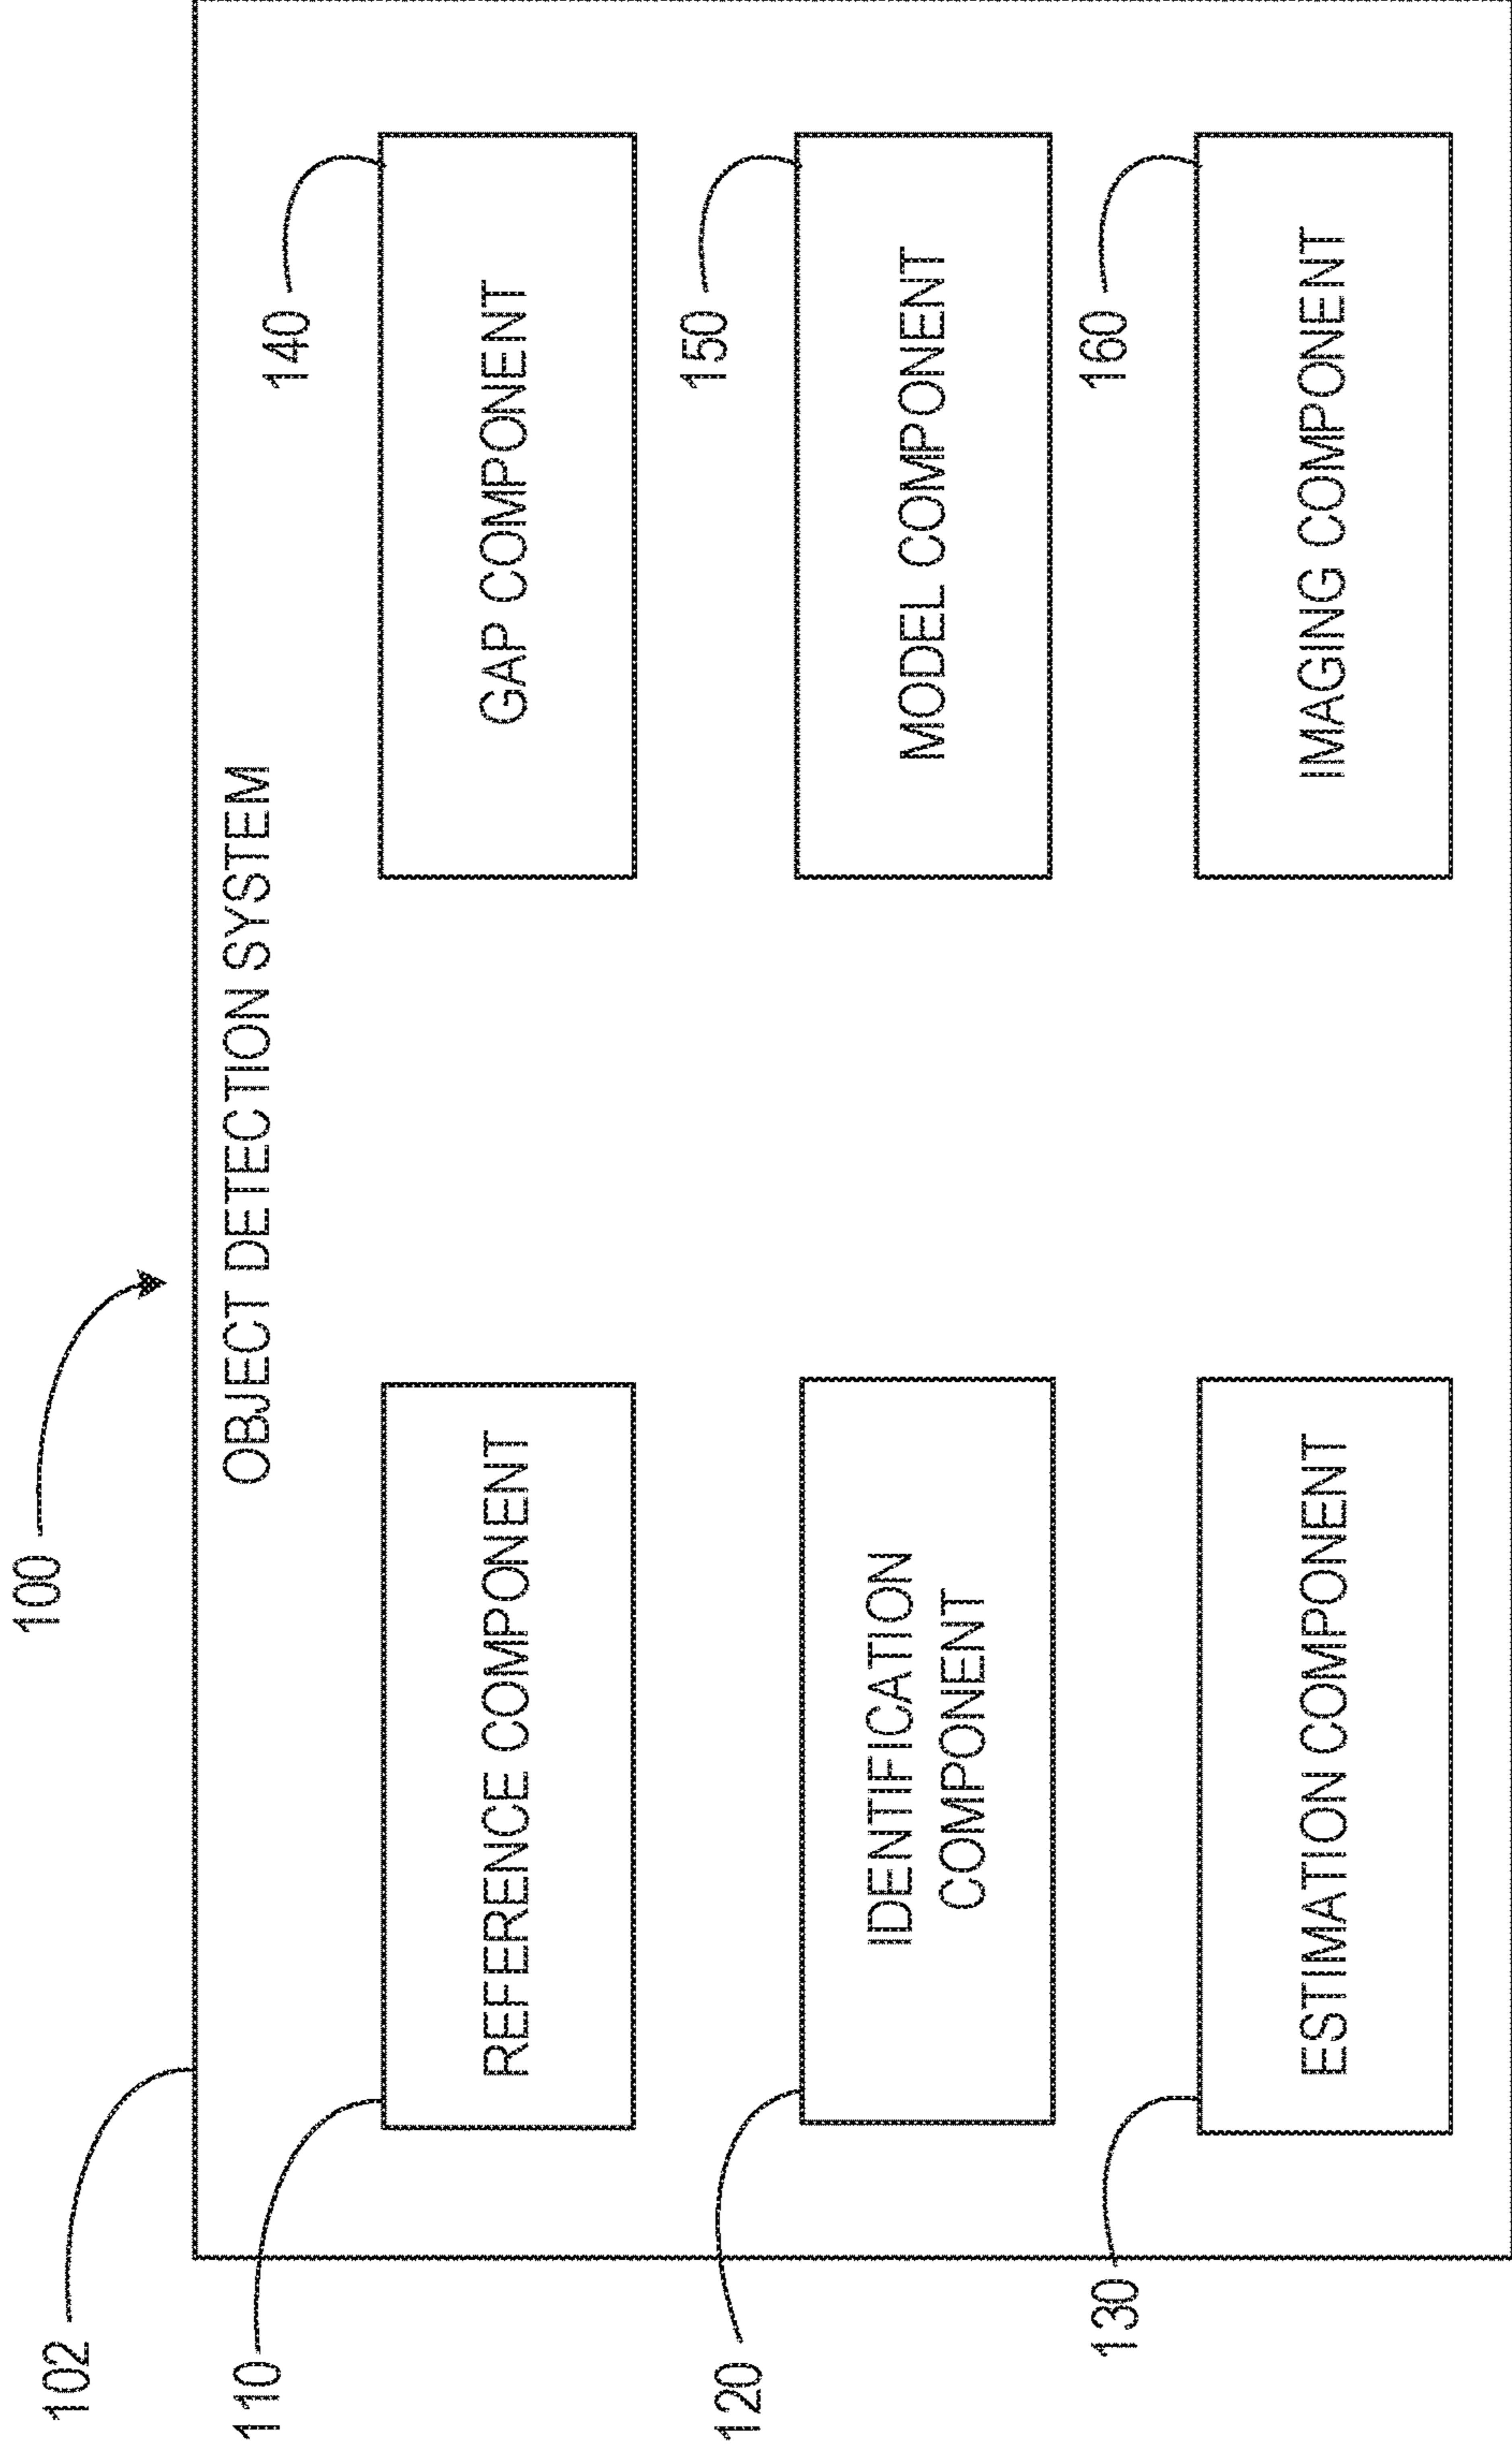 100
102
OBJECT DETECTION SYSTEM
110
REFERENCE COMPONENT
140
GAP COMPONENT
120
IDENTIFICATION
COMPONENT
150
MODEL COMPONENT
130
ESTIMATION COMPONENT
160
IMAGING COMPONENT